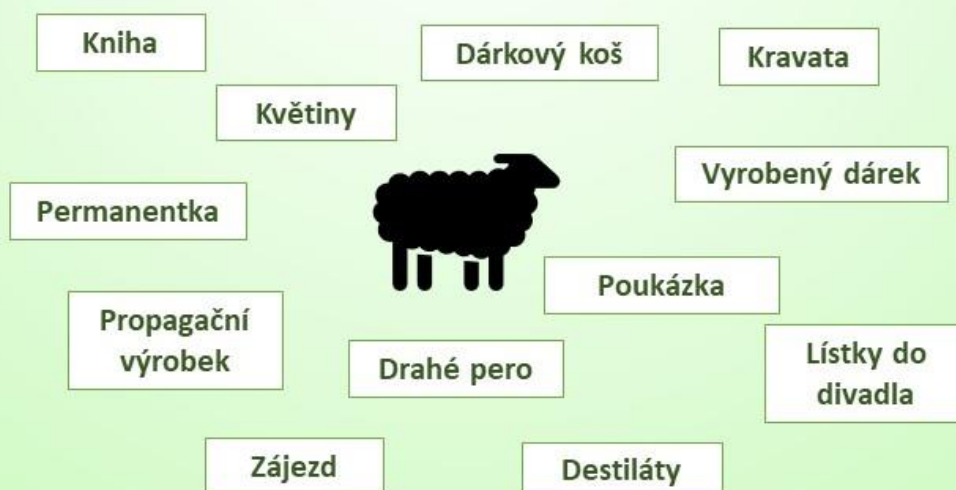 Kniha
Dárkový koš
Kravata
Květiny
Vyrobený dárek
Permanentka
Poukázka
Propagační
výrobek
Drahé pero
Lístky do
divadla
Zájezd
Destiláty